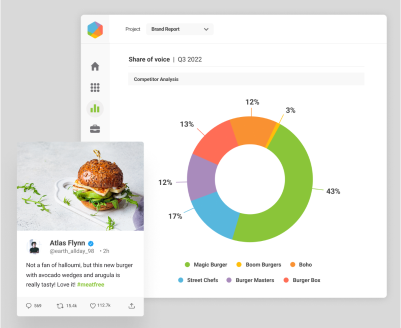 Project
Brand Report
Share of voice | Q3 2022
Competitor Analysis
12%
3%
13%
12%
43%
17%
Magic Burger
Boom Burgers
Boho
Street Chefs
Burger Masters
Burger Box
Atlas Flynn
@earth_allday_98 • 2h
Not a fan of halloumi, but this new burger
with avocado wedges and arugula is
really tasty! Love it! #meatfree
569
10.4k
112.7k